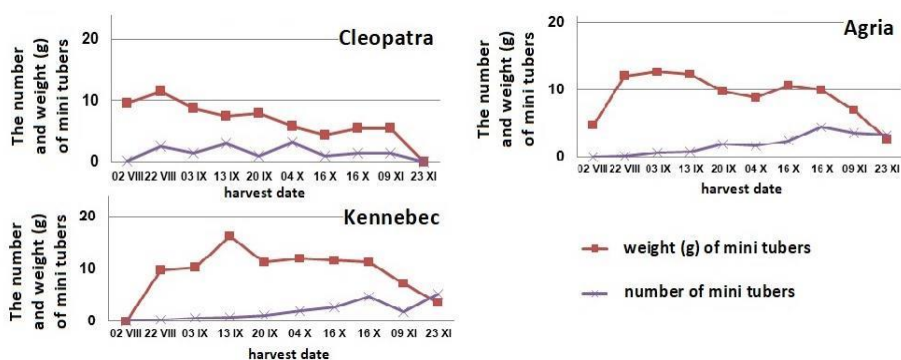 Cleopatra
The number
and weight (g)
of mini tubers
20
10
0
02 VIII 22 VIII 03 IX 13 IX 20 IX 04 X 16 X 16 X 09 XI 23 XI
harvest date
Agria
The number
and weight (g)
of mini tubers
20
10
0
02 VIII 22 VIII 03 IX 13 IX 20 IX 04 X 16 X 16 X 09 XI 23 XI
harvest date
Kennebec
The number
and weight (g)
of mini tubers
20
10
0
02 VIII 22 VIII 03 IX 13 IX 20 IX 04 X 16 X 16 X 09 XI 23 XI
harvest date
weight (g) of mini tubers
number of mini tubers